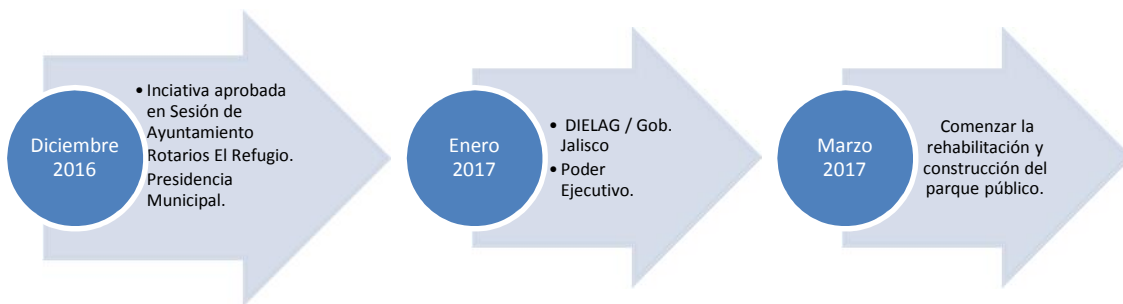 Diciembre
2016
• Inciativa aprobada
en Sesión de
Ayuntamiento
Rotarios El Refugio.
Presidencia
Municipal.
Enero
2017
• DIELAG / Gob.
Jalisco
• Poder
Ejecutivo.
Marzo
2017
Comenzar la
rehabilitación y
construcción del
parque público.